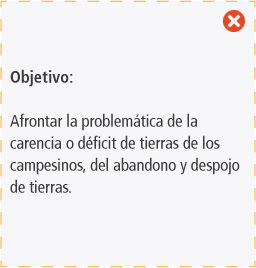 Objetivo:
Afrontar la problemática de la
carencia o déficit de tierras de los
campesinos, del abandono y despojo
de tierras.